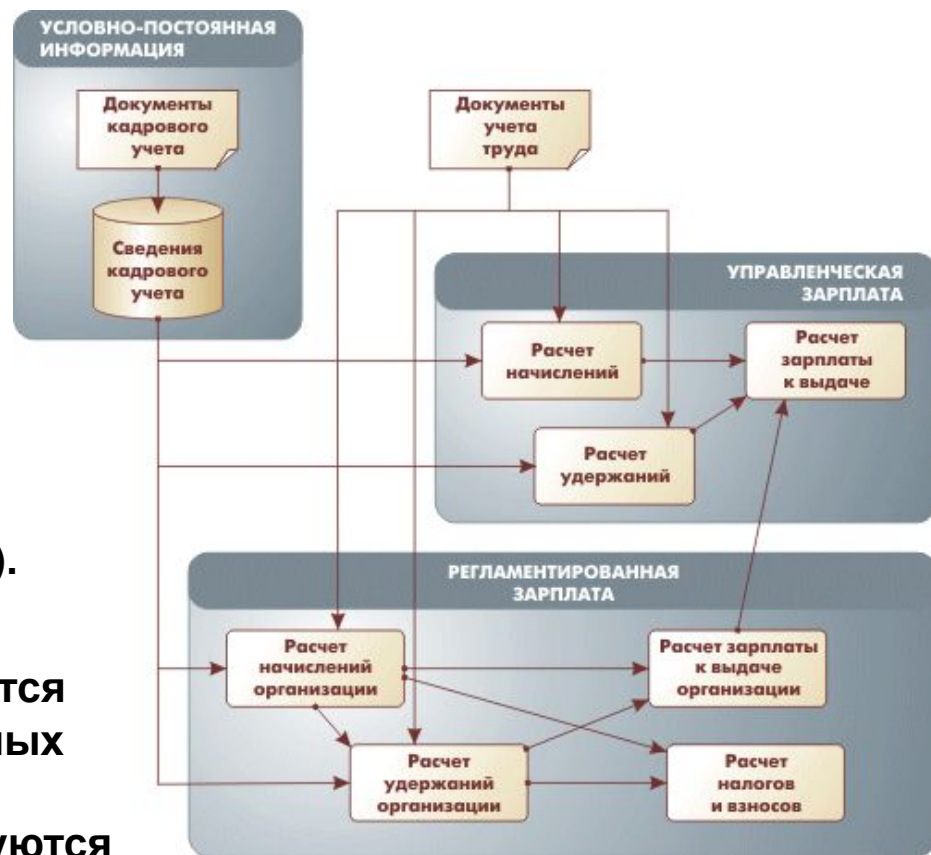 УСЛОВНО-ПОСТОЯННАЯ
ИНФОРМАЦИЯ
Документы
кадрового
учета
Сведения
кадрового
учета
Документы
учета
труда
УПРАВЛЕНЧЕСКАЯ
ЗАРПЛАТА
Расчет
начислений
Расчет
зарплаты
к выдаче
Расчет
удержаний
).
тся
ных
уются
РЕГЛАМЕНТИРОВАННАЯ
ЗАРПЛАТА
Расчет
начислений
организации
Расчет зарплаты
к выдаче
организации
Расчет
удержаний
организации
Расчет
налогов
и взносов